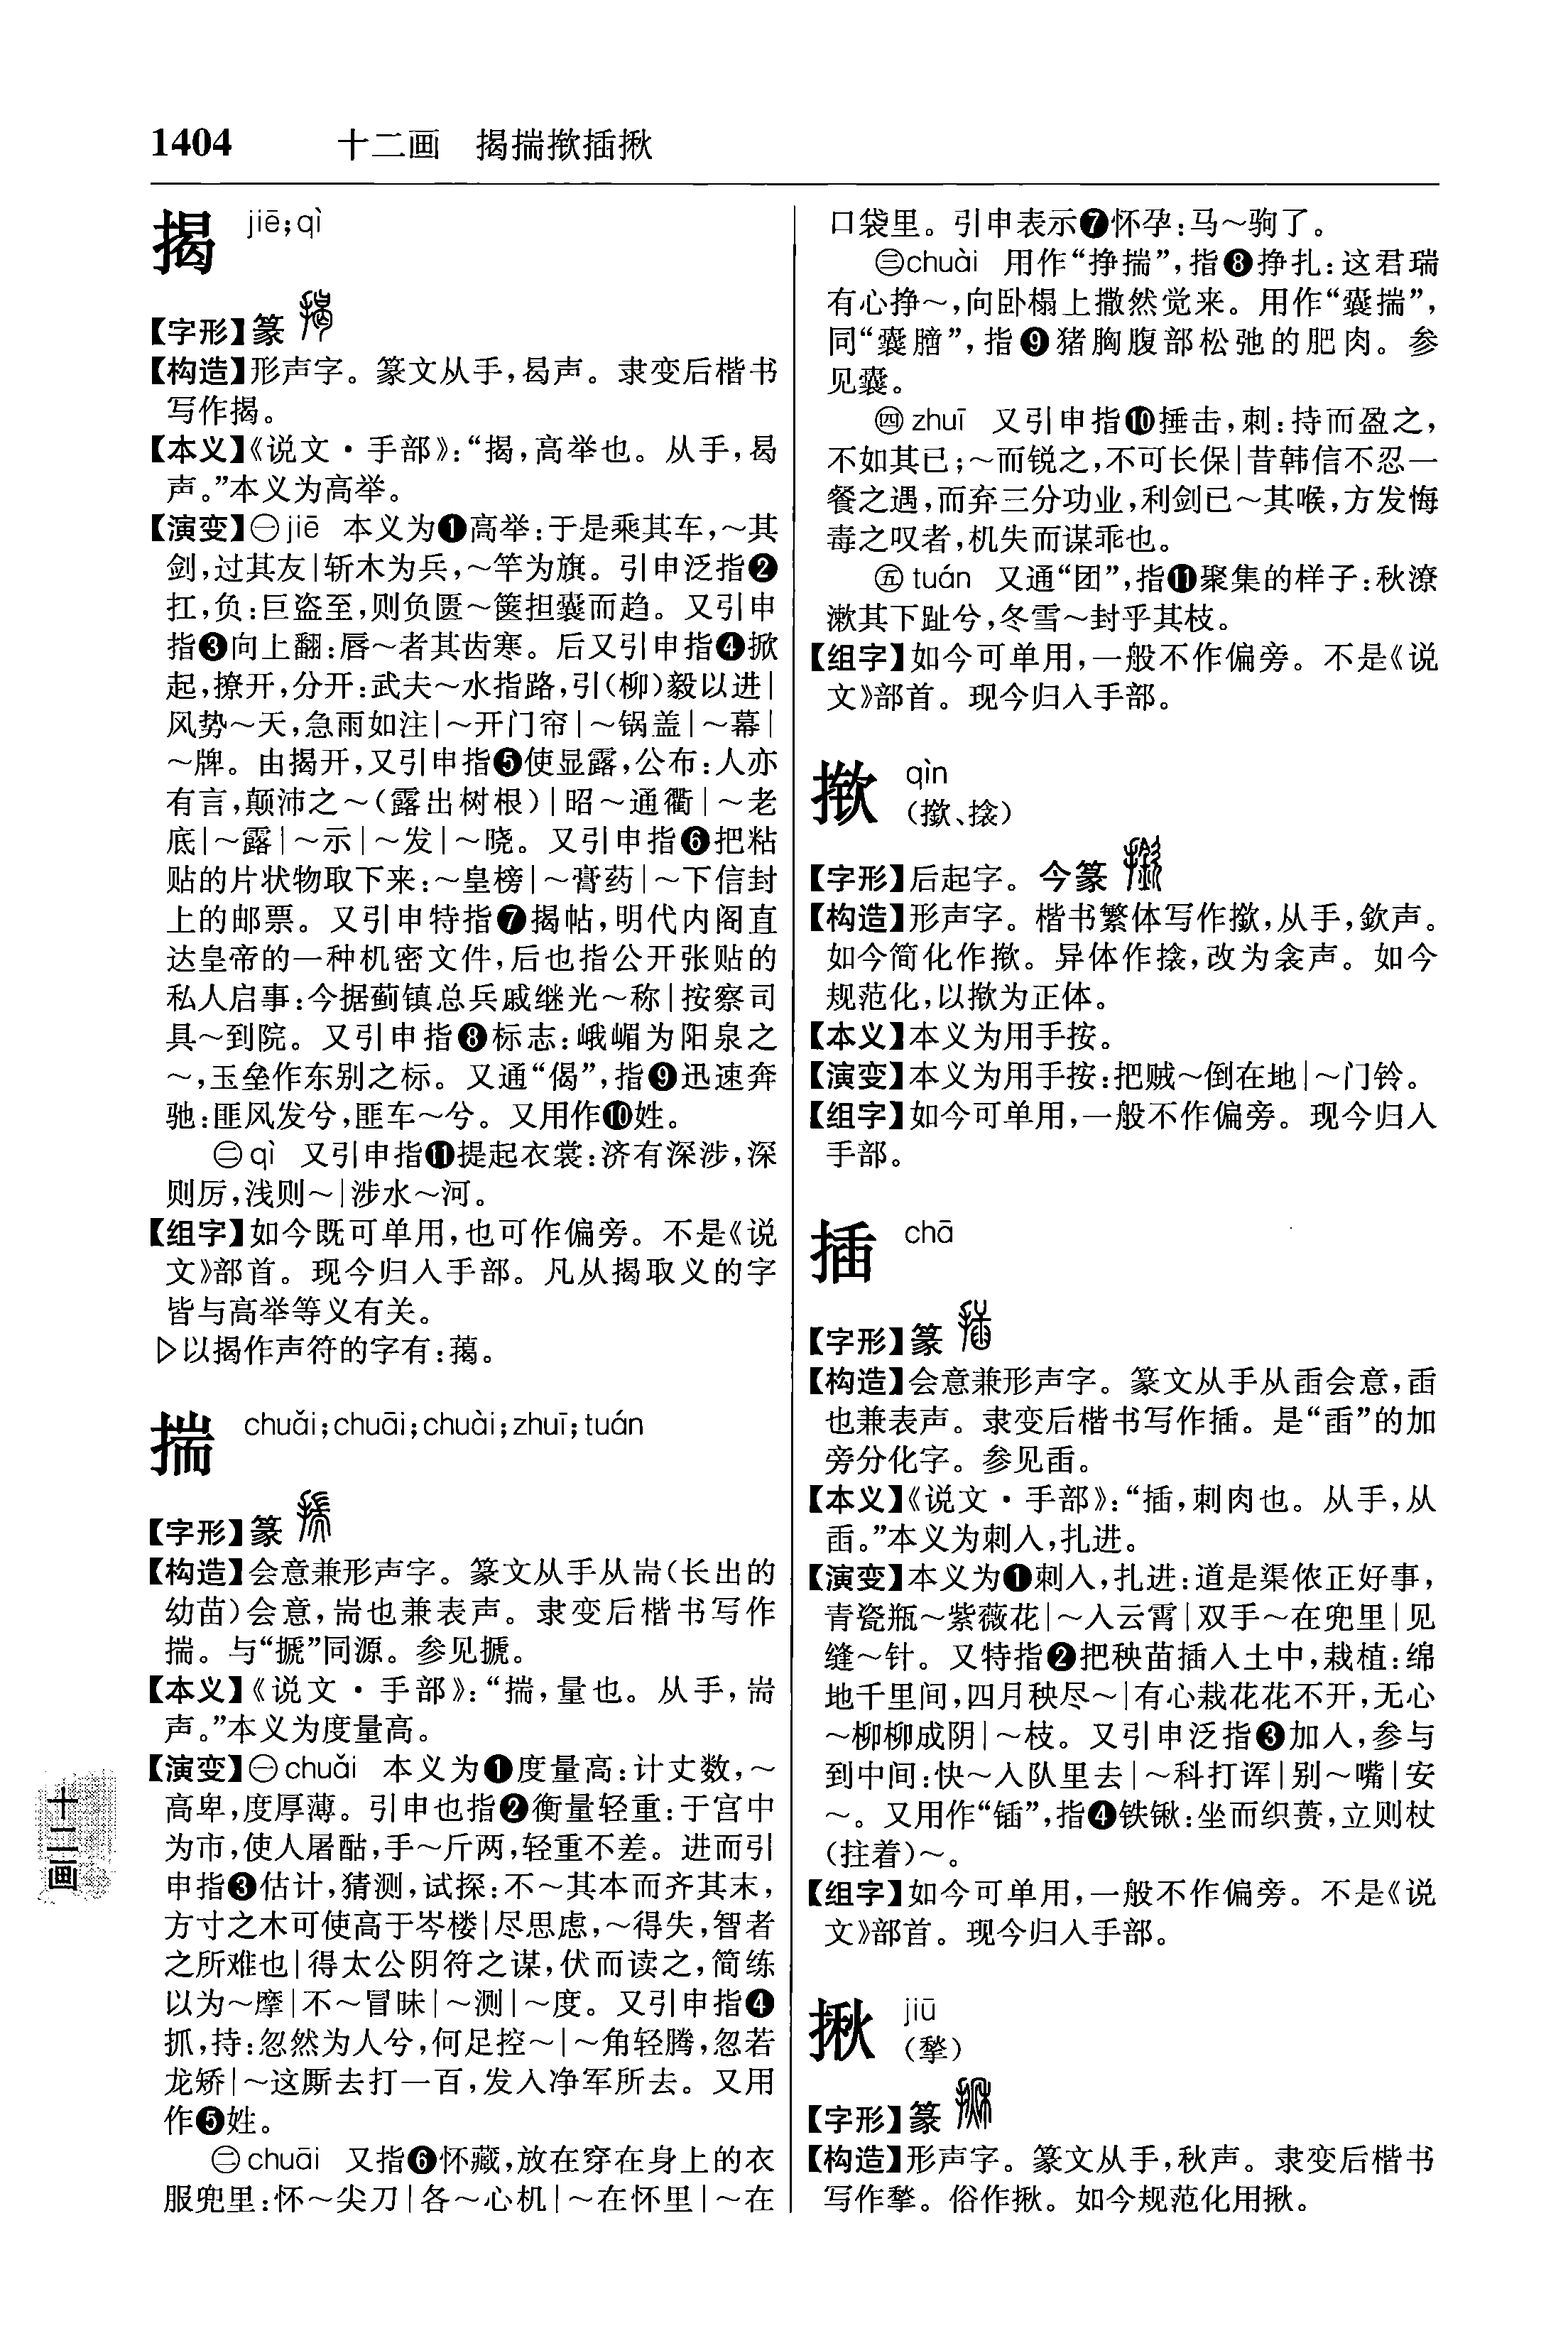 1404 十二画 揭揣揿插揪
揭 jiē;qì
【字形】篆
【构造】形声字。篆文从手,曷声。隶变后楷书
写作揭。
【本义】《说文·手部》:“揭,高举也。从手,曷
声。”本义为高举。
【演变】㊀jiē 本义为❶高举:于是乘其车,～其
剑,过其友|斩木为兵,～竿为旗。引申泛指❷
扛,负:巨盗至,则负匮～箧担囊而趋。又引申
指❸向上翻:唇～者其齿寒。后又引申指❹掀
起,撩开,分开:武夫～水指路,引(柳)毅以进|
风势～天,急雨如注|～开门帘|～锅盖|～幕|
～牌。由揭开,又引申指❺使显露,公布:人亦
有言,颠沛之～(露出树根)|昭～通衢|～老
底|～露|～示|～发|～晓。又引申指❻把粘
贴的片状物取下来:～皇榜|～膏药|～下信封
上的邮票。又引申特指❼揭帖,明代内阁直
达皇帝的一种机密文件,后也指公开张贴的
私人启事:今据蓟镇总兵戚继光～称|按察司
具～到院。又引申指❽标志:峨嵋为阳泉之
～,玉垒作东别之标。又通“偈”,指❾迅速奔
驰:匪风发兮,匪车～兮。又用作❿姓。
㊁qì 又引申指⓫提起衣裳:济有深涉,深
则厉,浅则～|涉水～河。
【组字】如今既可单用,也可作偏旁。不是《说
文》部首。现今归入手部。凡从揭取义的字
皆与高举等义有关。
▷以揭作声符的字有:藒。
揣 chuǎi;chuāi;chuài;zhuī;tuán
【字形】篆
【构造】会意兼形声字。篆文从手从耑(长出的
幼苗)会意,耑也兼表声。隶变后楷书写作
揣。与“搋”同源。参见搋。
【本义】《说文·手部》:“揣,量也。从手,耑
声。”本义为度量高。
【演变】㊀chuǎi 本义为❶度量高:计丈数,～
高卑,度厚薄。引申也指❷衡量轻重:于宫中
为市,使人屠酤,手～斤两,轻重不差。进而引
申指❸估计,猜测,试探:不～其本而齐其末,
方寸之木可使高于岑楼|尽思虑,～得失,智者
之所难也|得太公阴符之谋,伏而读之,简练
以为～摩|不～冒昧|～测|～度。又引申指❹
抓,持:忽然为人兮,何足控～|～角轻腾,忽若
龙矫|～这厮去打一百,发入净军所去。又用
作❺姓。
㊁chuāi 又指❻怀藏,放在穿在身上的衣
服兜里:怀～尖刀|各～心机|～在怀里|～在
口袋里。引申表示❼怀孕:马～驹了。
㊂chuài 用作“挣揣”,指❽挣扎:这君瑞
有心挣～,向卧榻上撒然觉来。用作“囊揣”,
同“囊膪”,指❾猪胸腹部松弛的肥肉。参
见囊。
㊃zhuī 又引申指❿捶击,刺:持而盈之,
不如其已;～而锐之,不可长保|昔韩信不忍一
餐之遇,而弃三分功业,利剑已～其喉,方发悔
毒之叹者,机失而谋乖也。
㊄tuán 又通“团”,指⓫聚集的样子:秋潦
漱其下趾兮,冬雪～封乎其枝。
【组字】如今可单用,一般不作偏旁。不是《说
文》部首。现今归入手部。
揿 qìn
(撳、搇)
【字形】后起字。今篆
【构造】形声字。楷书繁体写作撳,从手,欽声。
如今简化作揿。异体作搇,改为衾声。如今
规范化,以揿为正体。
【本义】本义为用手按。
【演变】本义为用手按:把贼～倒在地|～门铃。
【组字】如今可单用,一般不作偏旁。现今归入
手部。
插 chā
【字形】篆
【构造】会意兼形声字。篆文从手从臿会意,臿
也兼表声。隶变后楷书写作插。是“臿”的加
旁分化字。参见臿。
【本义】《说文·手部》:“插,刺肉也。从手,从
臿。”本义为刺入,扎进。
【演变】本义为❶刺入,扎进:道是渠侬正好事,
青瓷瓶～紫薇花|～入云霄|双手～在兜里|见
缝～针。又特指❷把秧苗插入土中,栽植:绵
地千里间,四月秧尽～|有心栽花花不开,无心
～柳柳成阴|～枝。又引申泛指❸加入,参与
到中间:快～入队里去|～科打诨|别～嘴|安
～。又用作“锸”,指❹铁锹:坐而织蒉,立则杖
(拄着)～。
【组字】如今可单用,一般不作偏旁。不是《说
文》部首。现今归入手部。
揪 jiū
(揫)
【字形】篆
【构造】形声字。篆文从手,秋声。隶变后楷书
写作揫。俗作揪。如今规范化用揪。
十二画